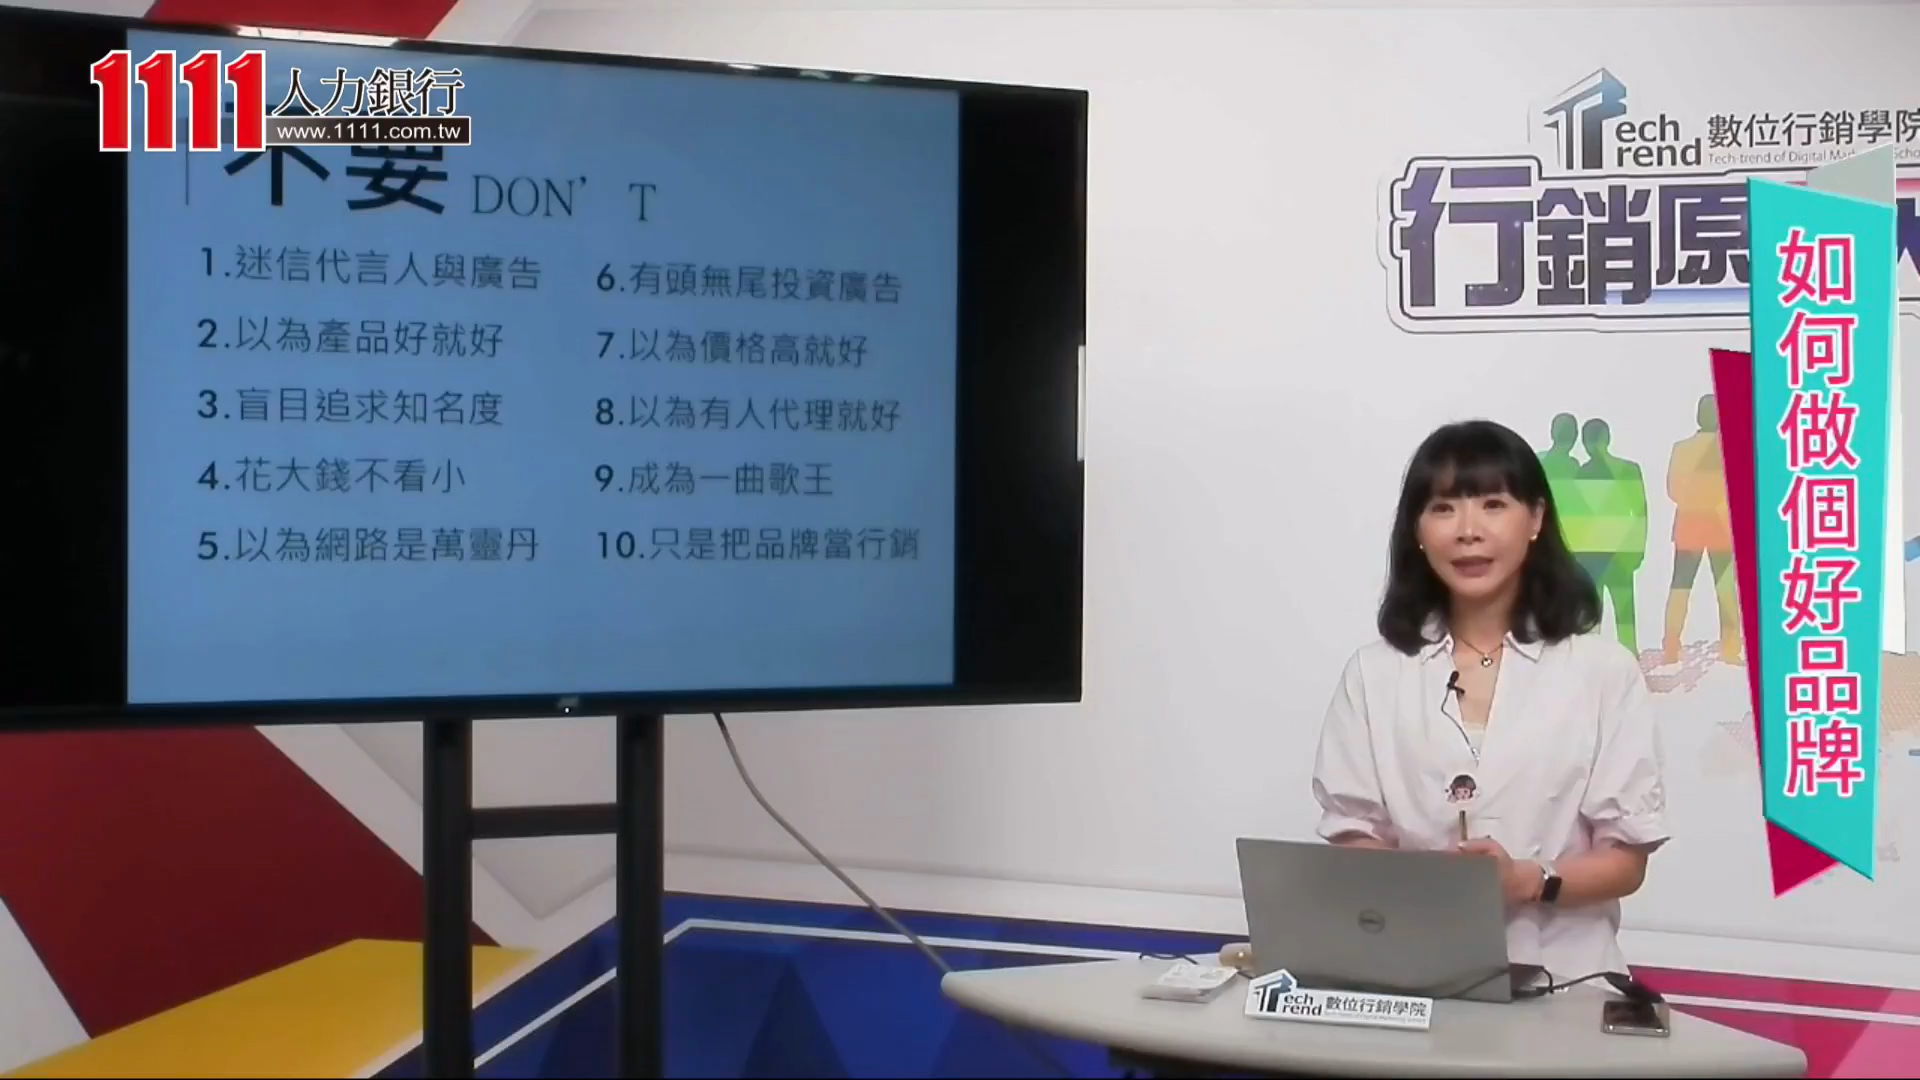 1111人力銀行
www.1111.com.tw
不要 DON'T
1.迷信代言人與廣告
2.以為產品好就好
3.盲目追求知名度
4.花大錢不看小
5.以為網路是萬靈丹
6.有頭無尾投資廣告
7.以為價格高就好
8.以為有人代理就好
9.成為一曲歌王
10.只是把品牌當行銷
Tech Trend 數位行銷學院
Tech-trend of Digital
行銷原
如何做個好品牌
DELL
Tech Trend 數位行銷學院